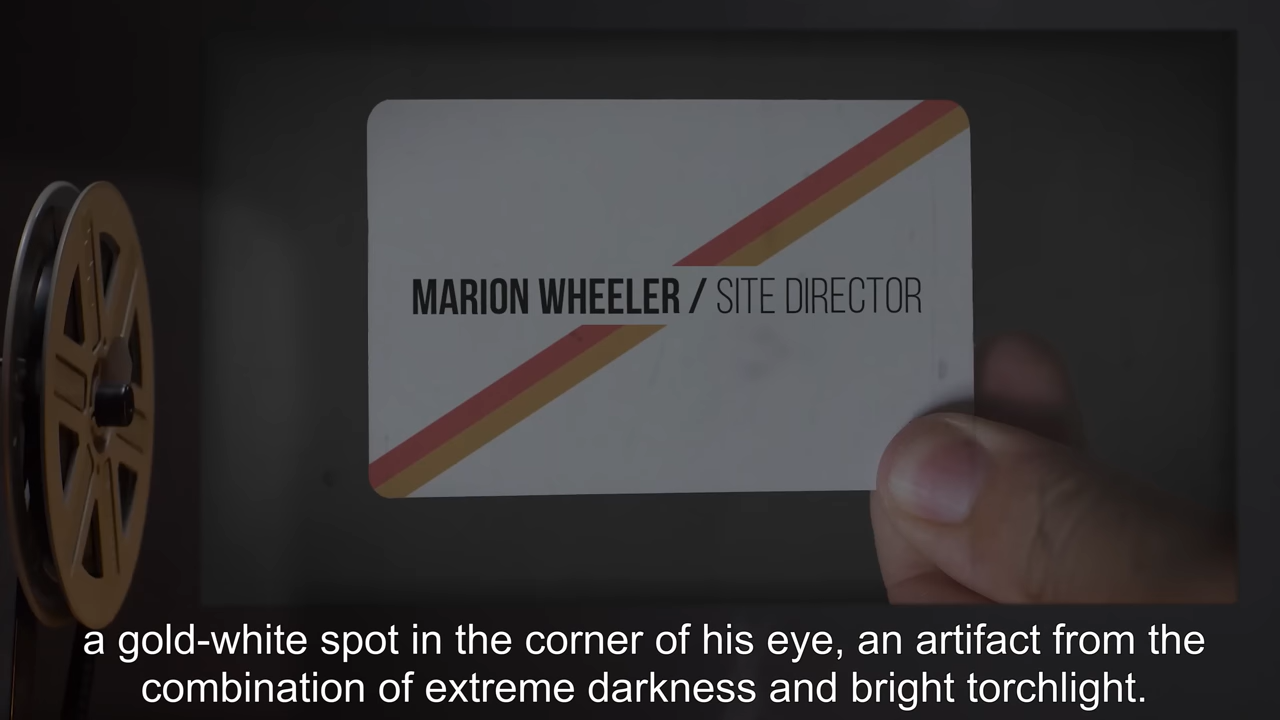 MARION WHEELER / SITE DIRECTOR
a gold-white spot in the corner of his eye, an artifact from the
combination of extreme darkness and bright torchlight.